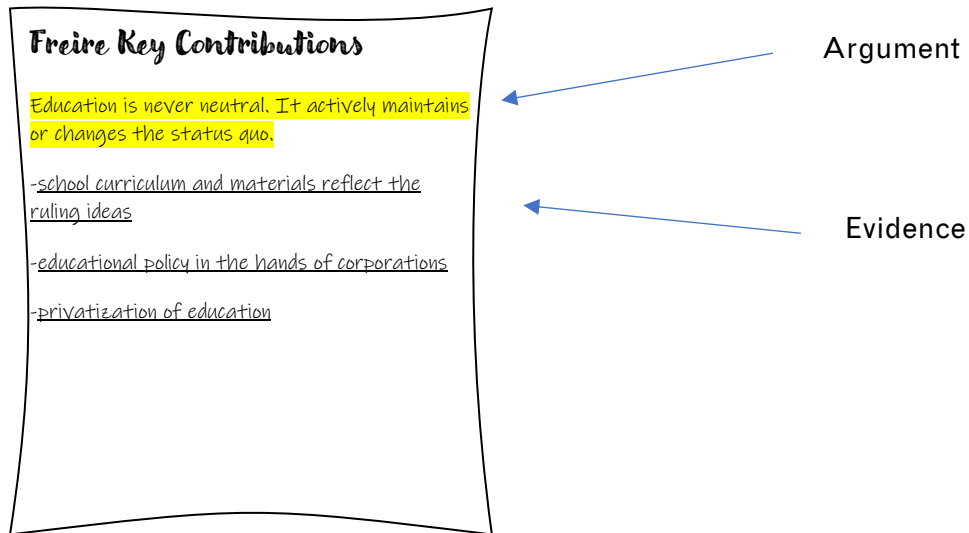 Freire Key Contributions
Argument
Education is never neutral. It actively maintains
or changes the status quo.
-school curriculum and materials reflect the
ruling ideas
Evidence
-educational policy in the hands of corporations
-privatization of education